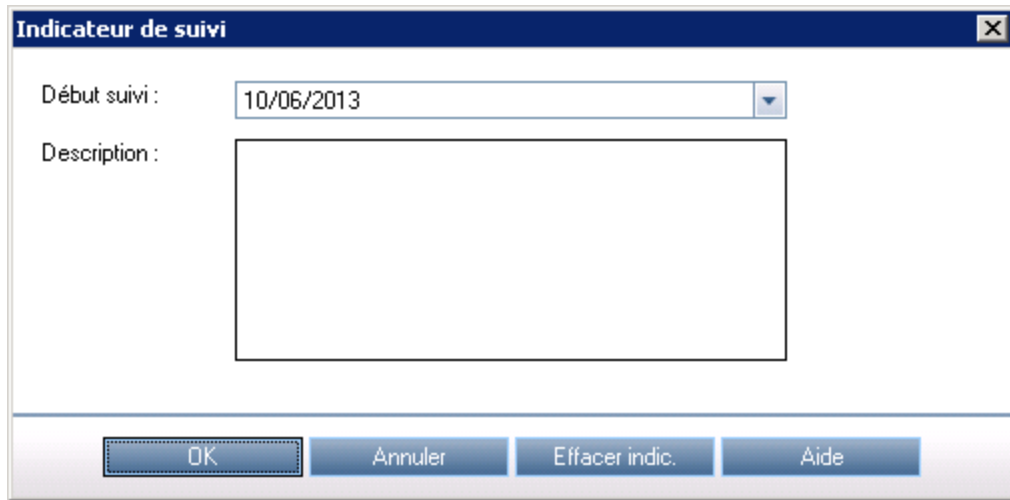 Indicateur de suivi
Début suivi : 10/06/2013
Description :
OK Annuler Effacer indic. Aide